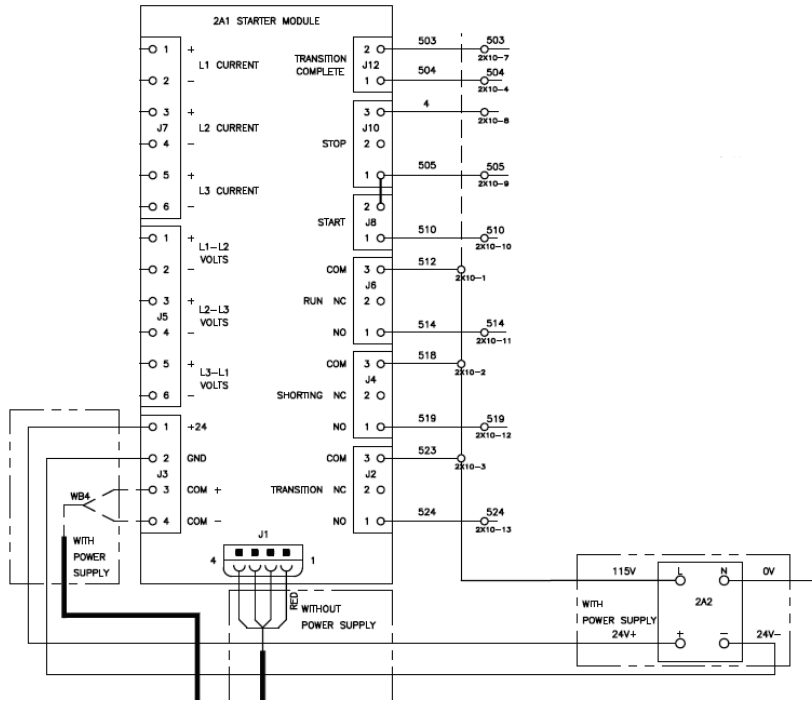 2A1 STARTER MODULE
1 +
L1 CURRENT
2 -
3 +
J7 L2 CURRENT
4 -
5 +
L3 CURRENT
6 -
1 +
L1-L2
VOLTS
2 -
3 +
L2-L3
J5 VOLTS
4 -
5 +
L3-L1
VOLTS
6 -
1 +24
2 GND
J3
3 COM +
4 COM -
WB4
WITH
POWER
SUPPLY
TRANSITION
COMPLETE
2 503 503
J12 2X10-7
1 504 504
2X10-4
3 4
J10 2X10-8
STOP 2
1 505 505
2X10-9
2
START J8
1 510 510
2X10-10
COM 3 512
J6 2X10-1
RUN NC 2
NO 1 514 514
2X10-11
COM 3 518
J4 2X10-2
SHORTING NC 2
NO 1 519 519
2X10-12
COM 3 523
J2 2X10-3
TRANSITION NC 2
NO 1 524 524
2X10-13
J1
4 1
RED
WITHOUT
POWER SUPPLY
115V L N 0V
2A2
WITH
POWER SUPPLY
24V+ + - 24V-